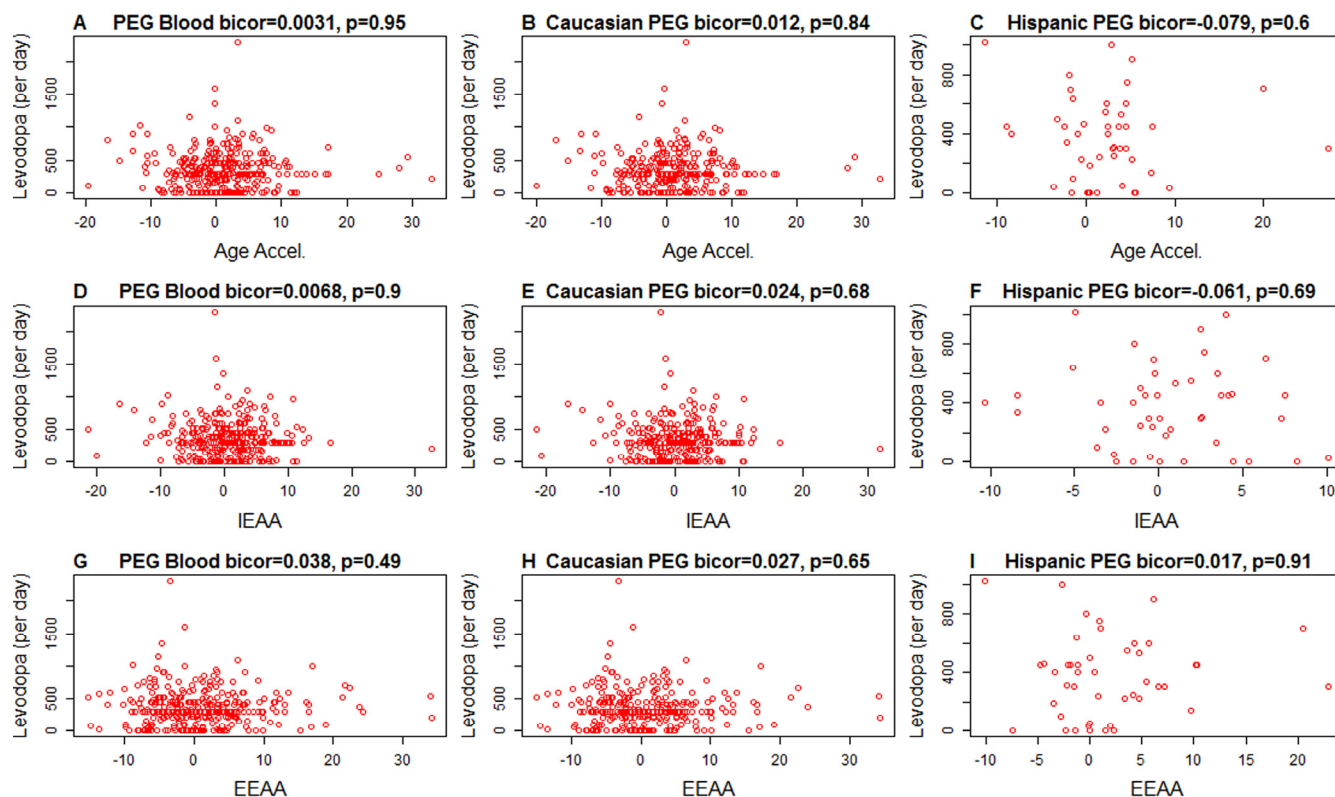 A PEG Blood bicor=0.0031, p=0.95
Levodopa (per day)
0 500 1500
-20 -10 0 10 20 30
Age Accel.
B Caucasian PEG bicor=0.012, p=0.84
Levodopa (per day)
0 500 1500
-20 -10 0 10 20 30
Age Accel.
C Hispanic PEG bicor=-0.079, p=0.6
Levodopa (per day)
0 400 800
-10 0 10 20
Age Accel.
D PEG Blood bicor=0.0068, p=0.9
Levodopa (per day)
0 500 1500
-20 -10 0 10 20 30
IEAA
E Caucasian PEG bicor=0.024, p=0.68
Levodopa (per day)
0 500 1500
-20 -10 0 10 20 30
IEAA
F Hispanic PEG bicor=-0.061, p=0.69
Levodopa (per day)
0 400 800
-10 -5 0 5 10
IEAA
G PEG Blood bicor=0.038, p=0.49
Levodopa (per day)
0 500 1500
-10 0 10 20 30
EEAA
H Caucasian PEG bicor=0.027, p=0.65
Levodopa (per day)
0 500 1500
-10 0 10 20 30
EEAA
I Hispanic PEG bicor=0.017, p=0.91
Levodopa (per day)
0 400 800
-10 -5 0 5 10 15 20
EEAA